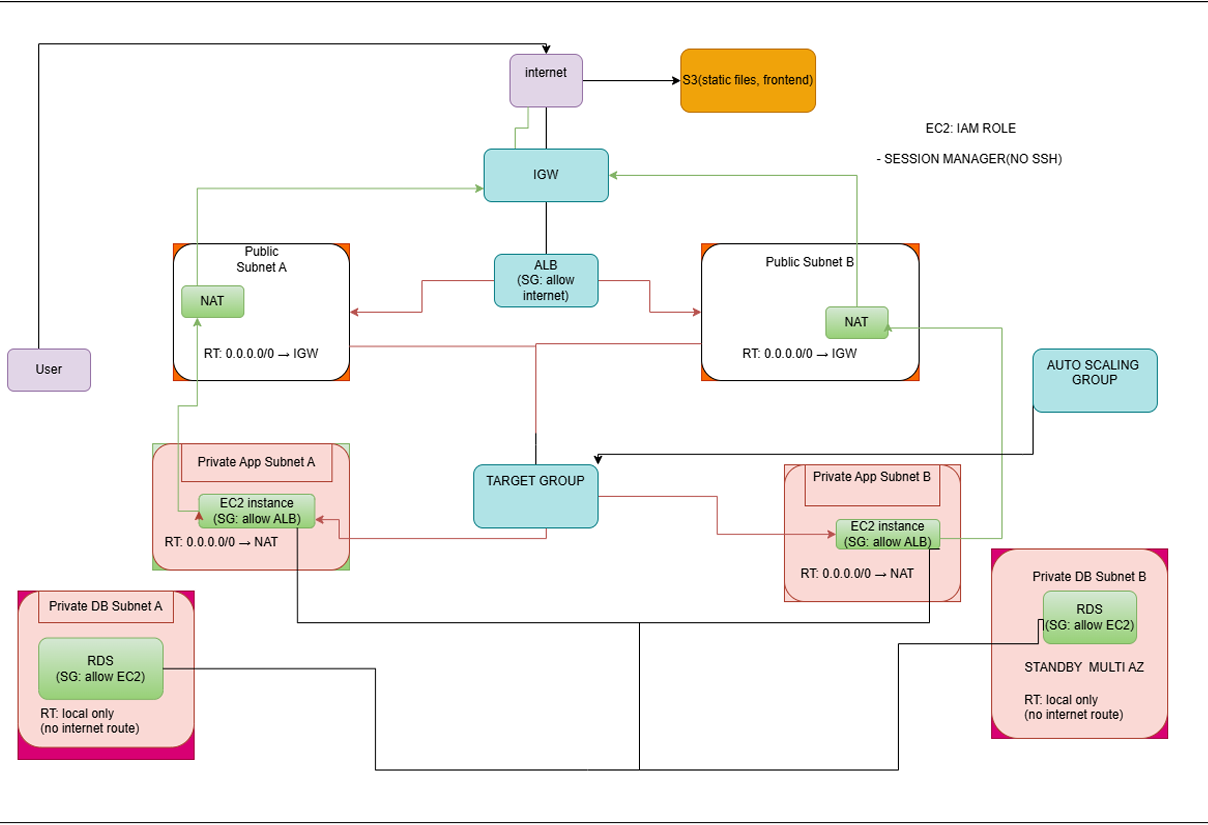 internet
S3(static files, frontend)
EC2: IAM ROLE
- SESSION MANAGER(NO SSH)
IGW
Public
Subnet A
ALB
(SG: allow
internet)
Public Subnet B
NAT
NAT
RT: 0.0.0.0/0 → IGW
RT: 0.0.0.0/0 → IGW
User
AUTO SCALING
GROUP
Private App Subnet A
TARGET GROUP
Private App Subnet B
EC2 instance
(SG: allow ALB)
EC2 instance
(SG: allow ALB)
RT: 0.0.0.0/0 → NAT
RT: 0.0.0.0/0 → NAT
Private DB Subnet A
Private DB Subnet B
RDS
(SG: allow EC2)
RDS
(SG: allow EC2)
STANDBY MULTI AZ
RT: local only
(no internet route)
RT: local only
(no internet route)